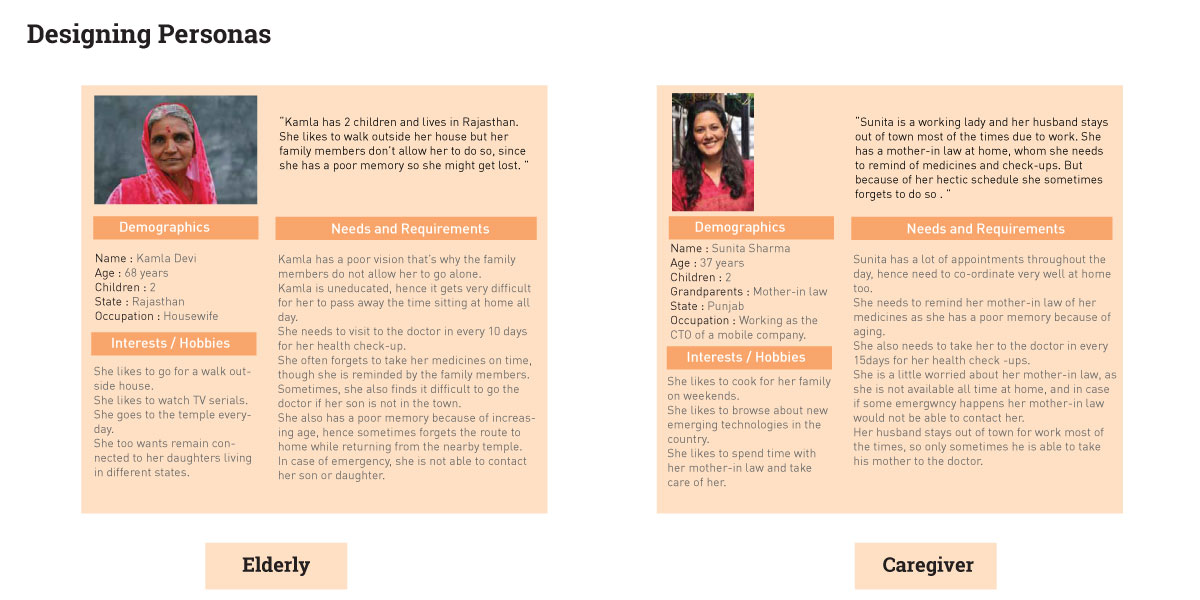 Designing Personas
"Kamla has 2 children and lives in Rajasthan.
She likes to walk outside her house but her
family members don't allow her to do so, since
she has a poor memory so she might get lost. "
Demographics
Name : Kamla Devi
Age : 68 years
Children : 2
State : Rajasthan
Occupation : Housewife
Interests / Hobbies
She likes to go for a walk out-
side house.
She likes to watch TV serials.
She goes to the temple every-
day.
She too wants remain con-
nected to her daughters living
in different states.
Needs and Requirements
Kamla has a poor vision that's why the family
members do not allow her to go alone.
Kamla is uneducated, hence it gets very difficult
for her to pass away the time sitting at home all
day.
She needs to visit to the doctor in every 10 days
for her health check-up.
She often forgets to take her medicines on time,
though she is reminded by the family members.
Sometimes, she also finds it difficult to go the
doctor if her son is not in the town.
She also has a poor memory because of increas-
ing age, hence sometimes forgets the route to
home while returning from the nearby temple.
In case of emergency, she is not able to contact
her son or daughter.
Elderly
"Sunita is a working lady and her husband stays
out of town most of the times due to work. She
has a mother-in law at home, whom she needs
to remind of medicines and check-ups. But
because of her hectic schedule she sometimes
forgets to do so . "
Demographics
Name : Sunita Sharma
Age : 37 years
Children : 2
Grandparents : Mother-in law
State : Punjab
Occupation : Working as the
CTO of a mobile company.
Interests / Hobbies
She likes to cook for her family
on weekends.
She likes to browse about new
emerging technologies in the
country.
She likes to spend time with
her mother-in law and take
care of her.
Needs and Requirements
Sunita has a lot of appointments throughout the
day, hence need to co-ordinate very well at home
too.
She needs to remind her mother-in law of her
medicines as she has a poor memory because of
aging.
She also needs to take her to the doctor in every
15days for her health check -ups.
She is a little worried about her mother-in law, as
she is not available all time at home, and in case
if some emergwncy happens her mother-in law
would not be able to contact her.
Her husband stays out of town for work most of
the times, so only sometimes he is able to take
his mother to the doctor.
Caregiver